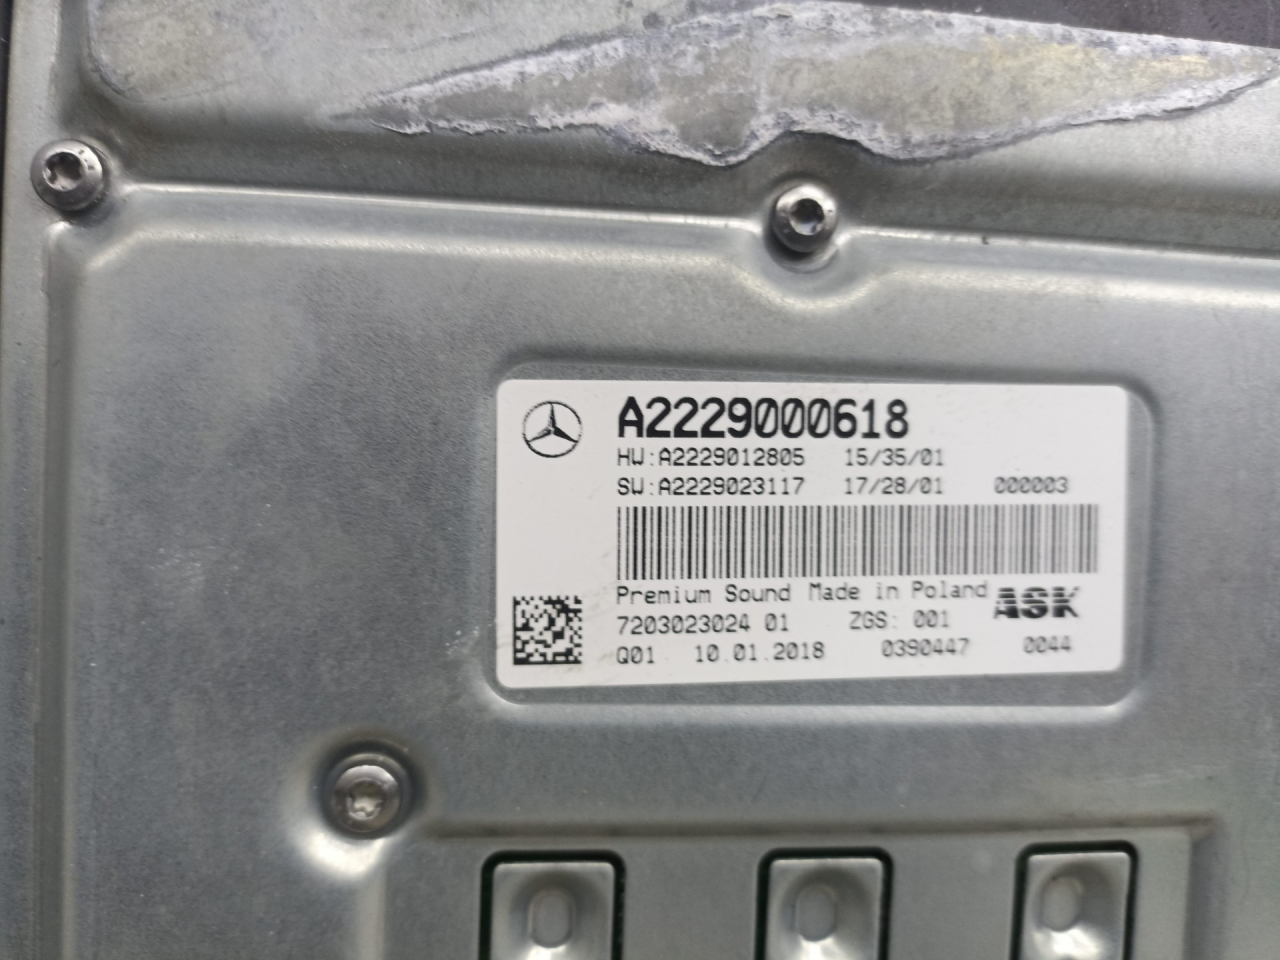 A2229000618
HW:A2229012805 15/35/01
SW:A2229023117 17/28/01 000003
Premium Sound Made in Poland ASK
7203023024 01 ZGS: 001
Q01 10.01.2018 0390447 0044